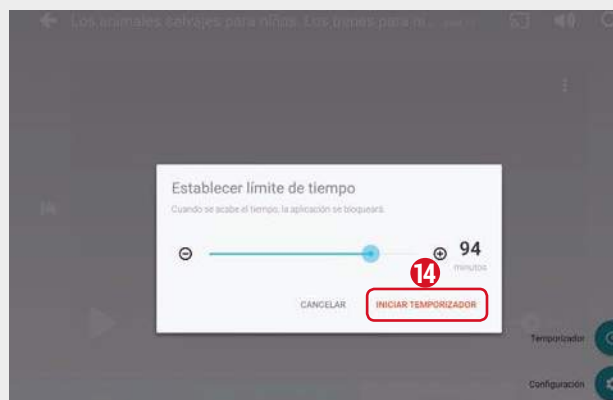 Los animales salvajes para niños. Los trenes para ni...
Establecer límite de tiempo
Cuando se acabe el tiempo, la aplicación se bloqueará.
94
minutos
14
CANCELAR
INICIAR TEMPORIZADOR
Temporizador
Configuración